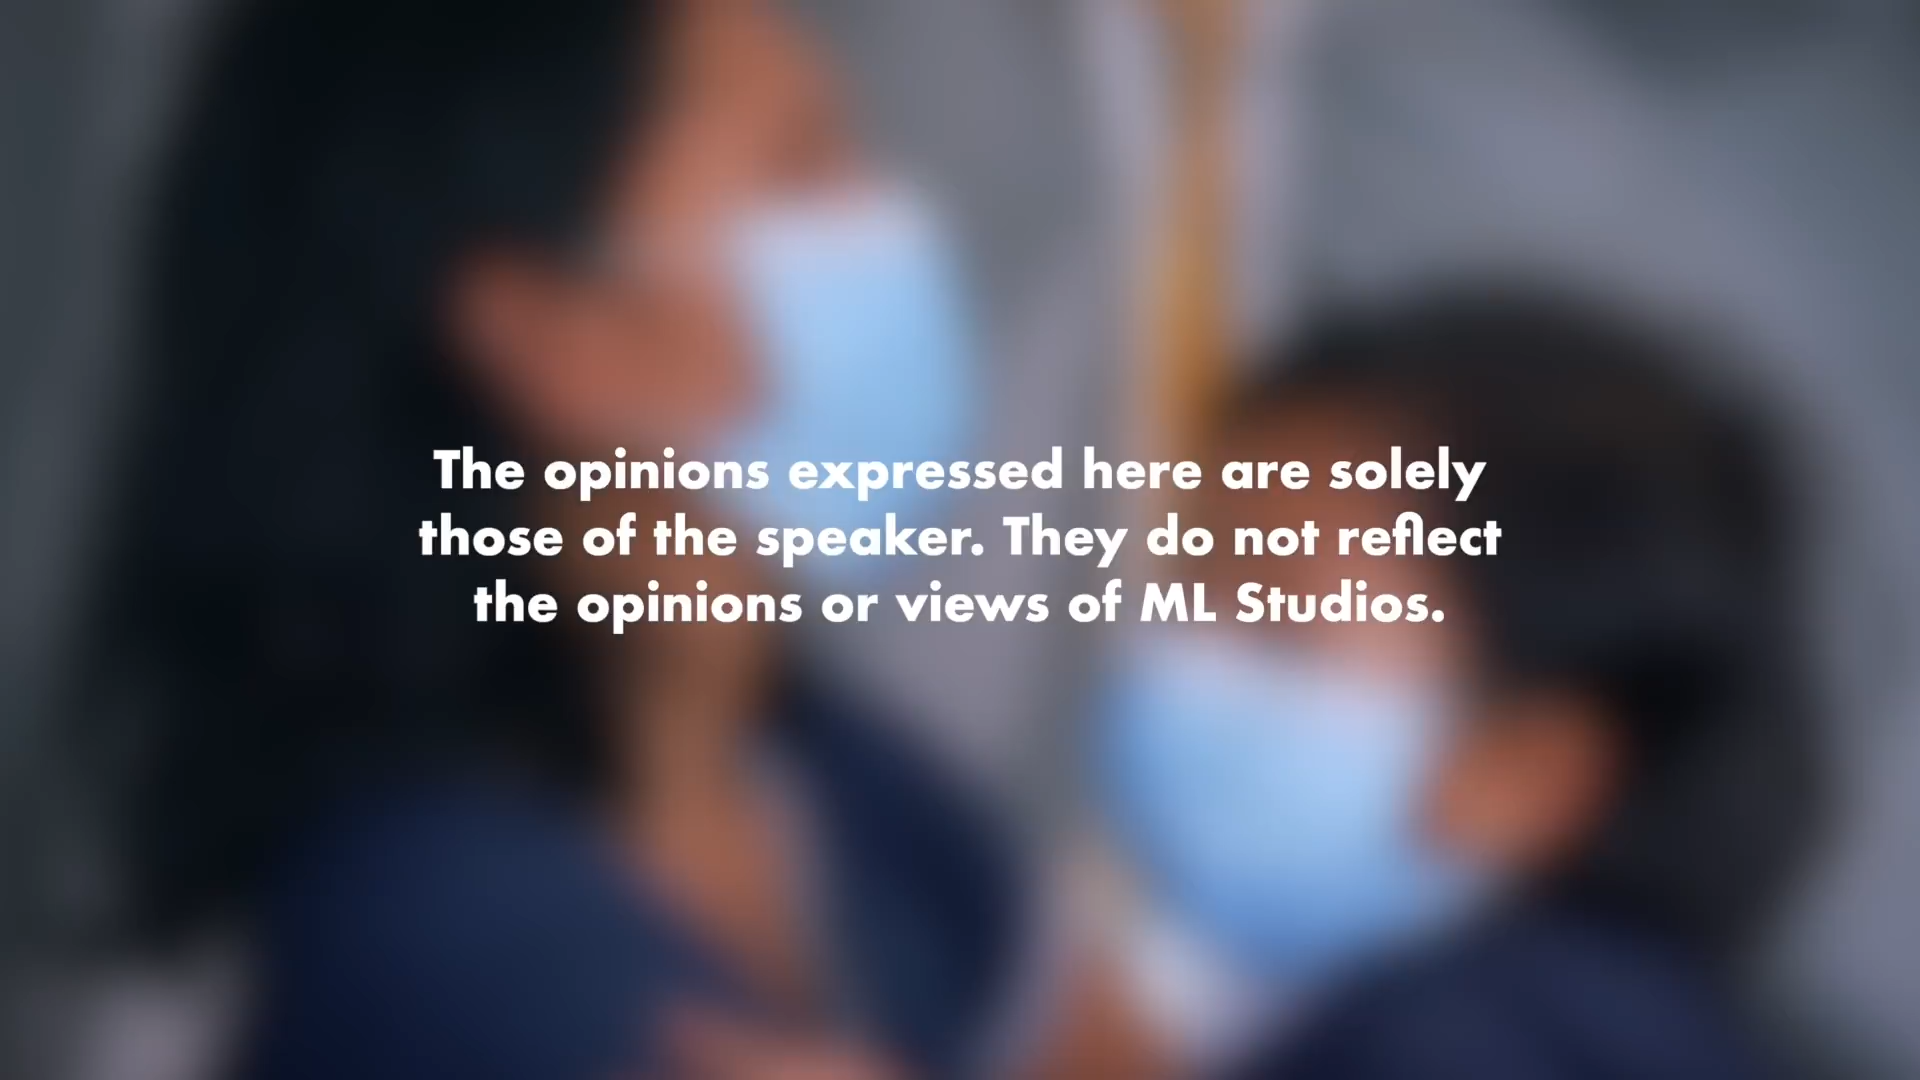 The opinions expressed here are solely
those of the speaker. They do not reflect
the opinions or views of ML Studios.